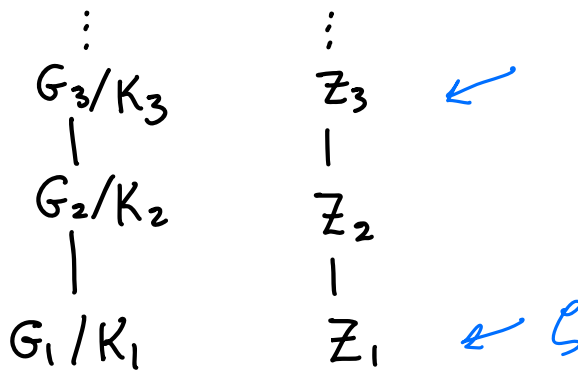 ⋮ ⋮
G₃/K₃ Z₃ ←
G₂/K₂ Z₂
G₁/K₁ Z₁ ←